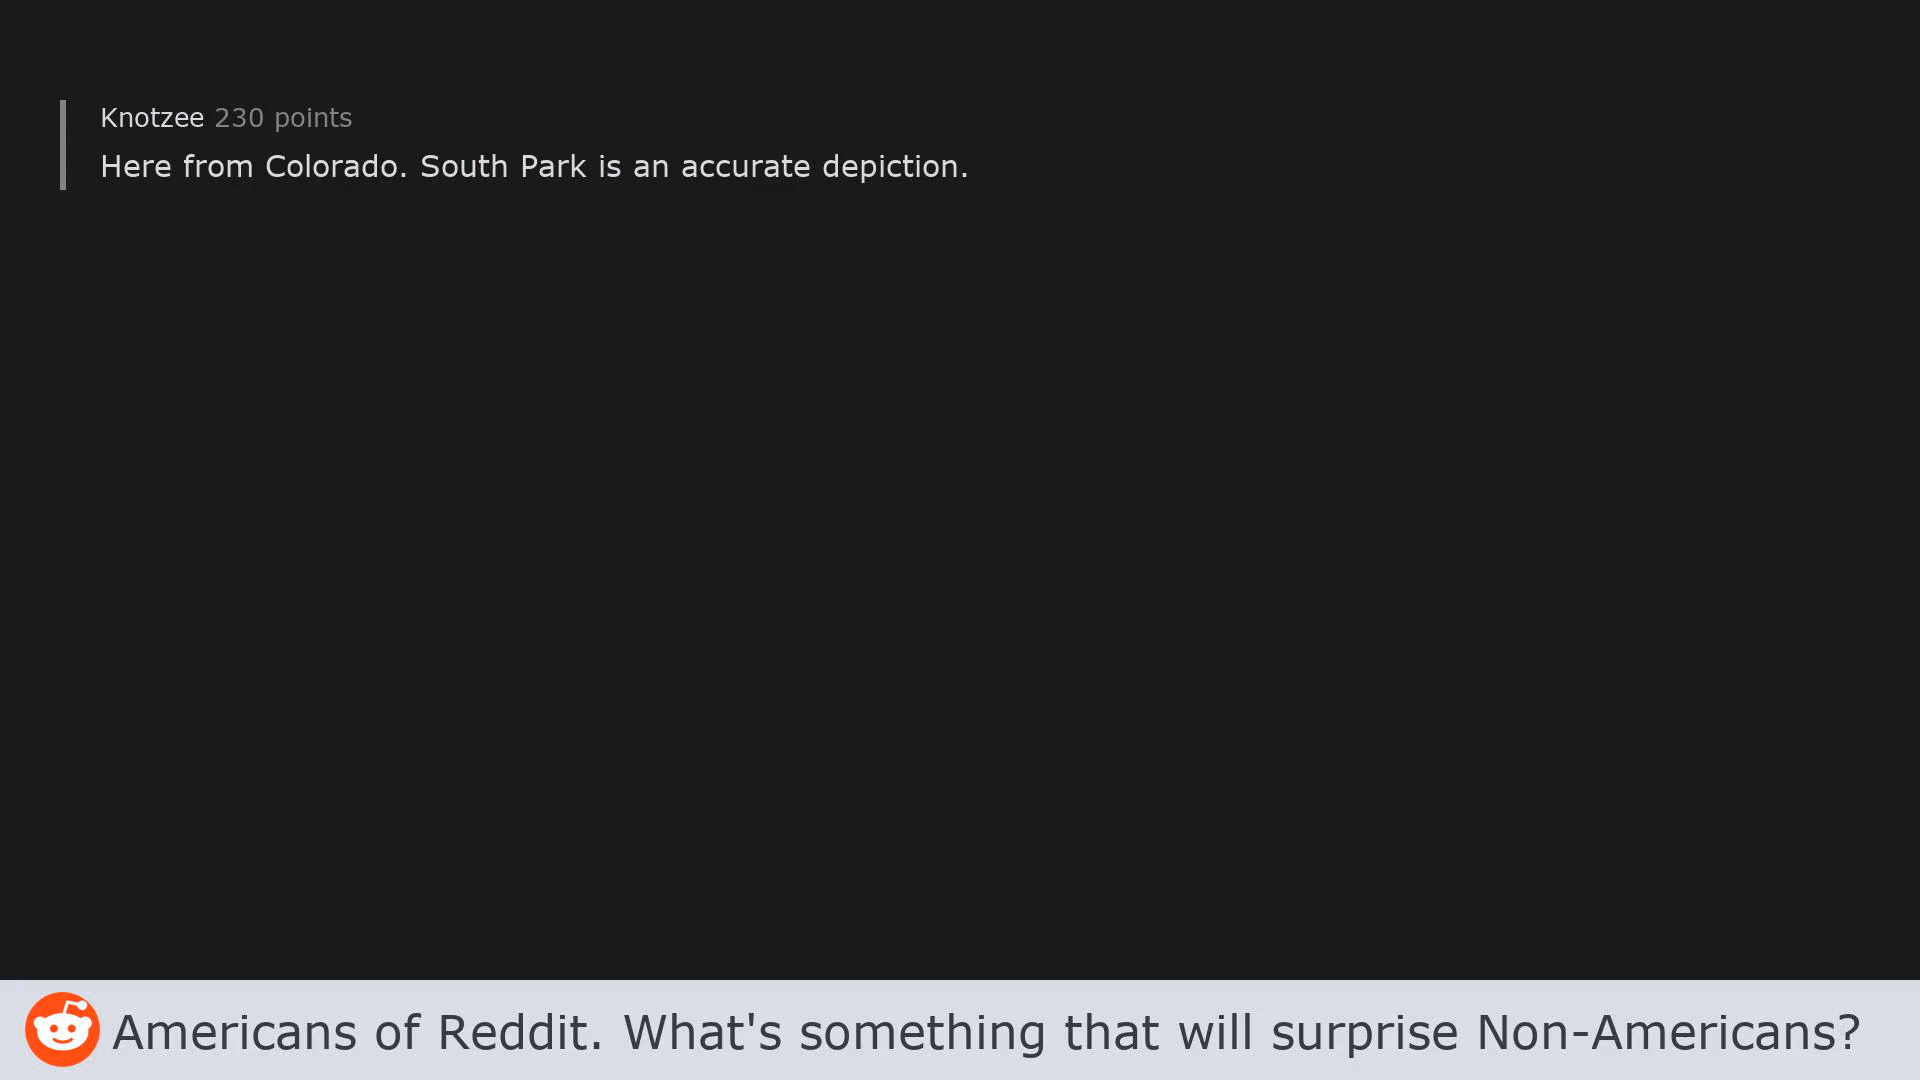 Knotzee 230 points
Here from Colorado. South Park is an accurate depiction.
Americans of Reddit. What's something that will surprise Non-Americans?